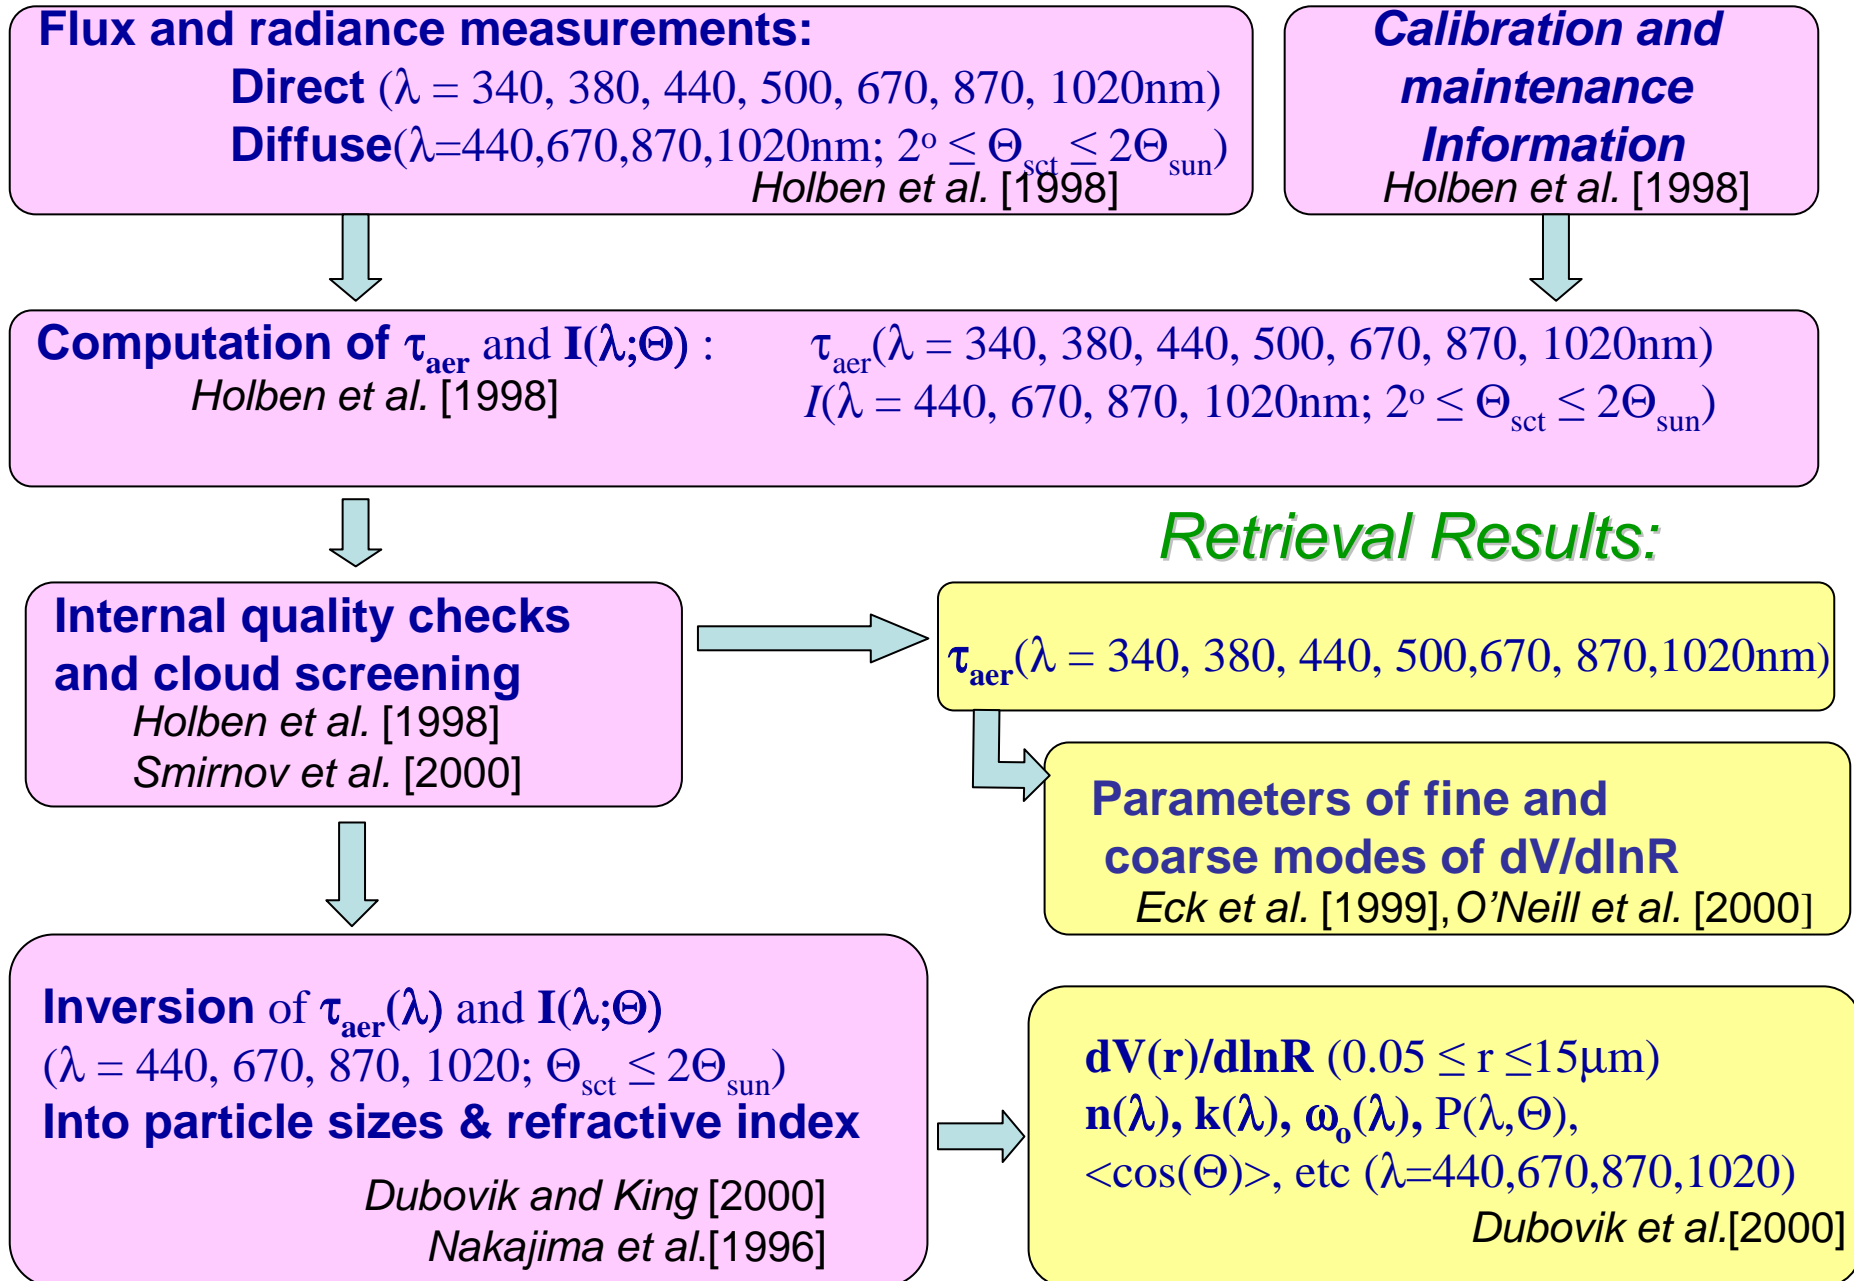 Flux and radiance measurements:
Direct (λ = 340, 380, 440, 500, 670, 870, 1020nm)
Diffuse(λ=440,670,870,1020nm; 2° ≤ Θsct ≤ 2Θsun)
Holben et al. [1998]
Calibration and
maintenance
Information
Holben et al. [1998]
Computation of τaer and I(λ;Θ) :
Holben et al. [1998]
τaer(λ = 340, 380, 440, 500, 670, 870, 1020nm)
I(λ = 440, 670, 870, 1020nm; 2° ≤ Θsct ≤ 2Θsun)
Internal quality checks
and cloud screening
Holben et al. [1998]
Smirnov et al. [2000]
Retrieval Results:
τaer(λ = 340, 380, 440, 500,670, 870,1020nm)
Parameters of fine and
coarse modes of dV/dlnR
Eck et al. [1999],O’Neill et al. [2000]
Inversion of τaer(λ) and I(λ;Θ)
(λ = 440, 670, 870, 1020; Θsct ≤ 2Θsun)
Into particle sizes & refractive index
Dubovik and King [2000]
Nakajima et al.[1996]
dV(r)/dlnR (0.05 ≤ r ≤15μm)
n(λ), k(λ), ωo(λ), P(λ,Θ),
<cos(Θ)>, etc (λ=440,670,870,1020)
Dubovik et al.[2000]